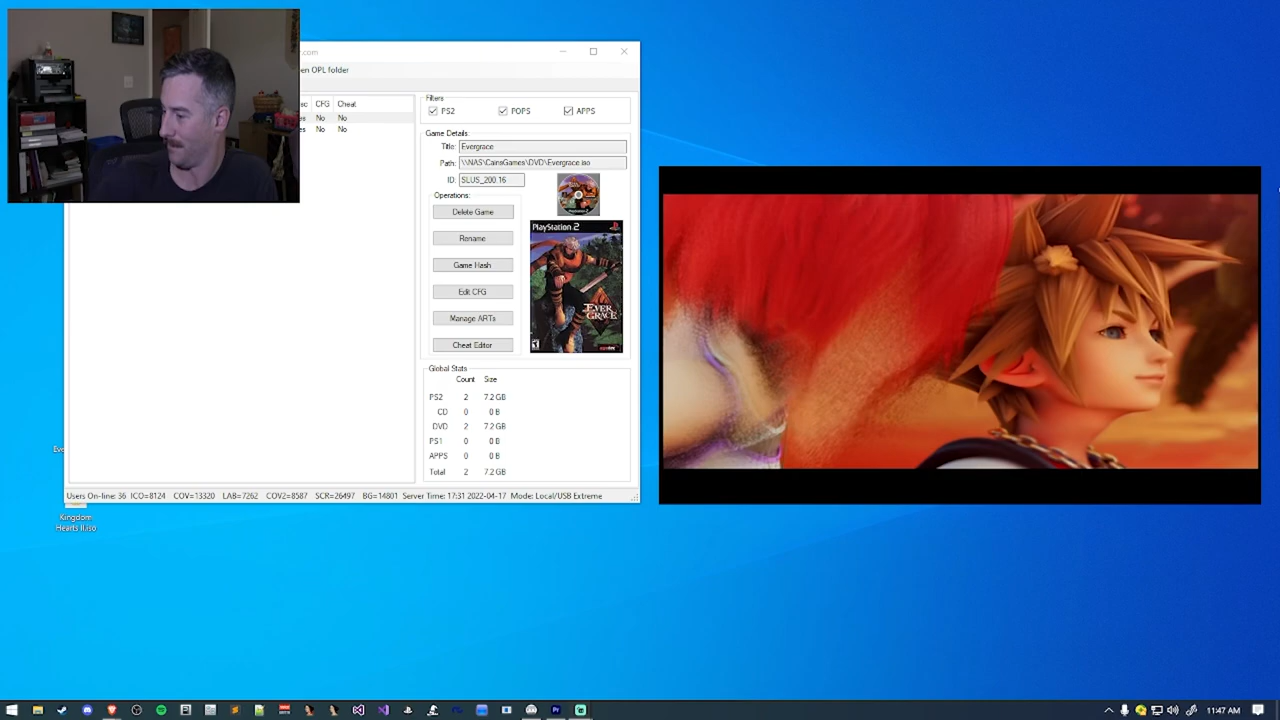 en OPL folder
CFG Cheat
No No
No No
Filters
PS2 POPS APPS
Game Details:
Title: Evergrace
Path: \\NAS\CainsGames\DVD\Evergrace.iso
ID: SLUS_200.16
Operations:
Delete Game
Rename
Game Hash
Edit CFG
Manage ARTs
Cheat Editor
PlayStation 2
EVER
GRACE
Global Stats
Count Size
PS2 2 7.2 GB
CD 0 0 B
DVD 2 7.2 GB
PS1 0 0 B
APPS 0 0 B
Total 2 7.2 GB
Users On-line: 36 ICO=8124 COV=13320 LAB=7262 COV2=8587 SCR=26497 BG=14801 Server Time: 17:31 2022-04-17 Mode: Local/USB Extreme
Kingdom
Hearts II.iso
11:47 AM